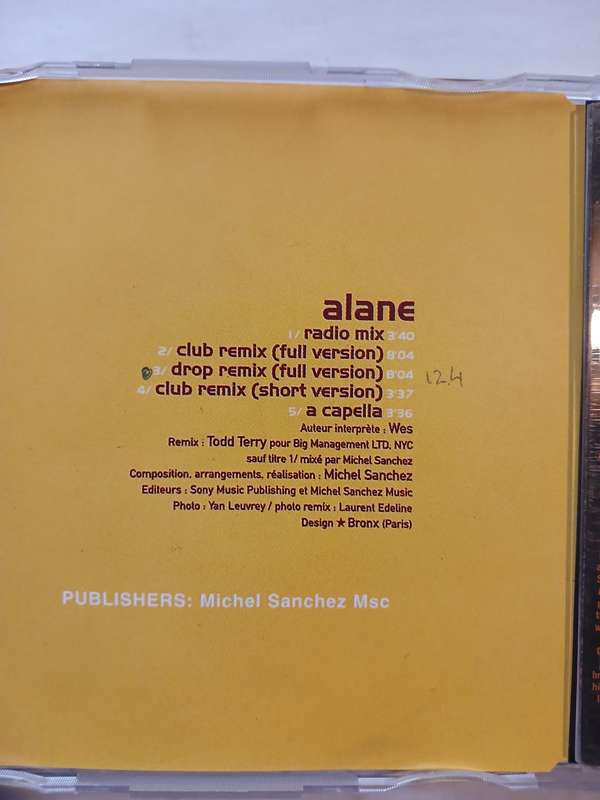 alane
1/ radio mix 3'40
2/ club remix (full version) 8'04
3/ drop remix (full version) 8'04 124
4/ club remix (short version) 3'37
5/ a capella 3'36
Auteur interprète : Wes
Remix : Todd Terry pour Big Management LTD, NYC
sauf titre 1/ mixé par Michel Sanchez
Composition, arrangements, réalisation : Michel Sanchez
Editeurs : Sony Music Publishing et Michel Sanchez Music
Photo : Yan Leuvrey / photo remix : Laurent Edeline
Design ★ Bronx (Paris)
PUBLISHERS: Michel Sanchez Msc